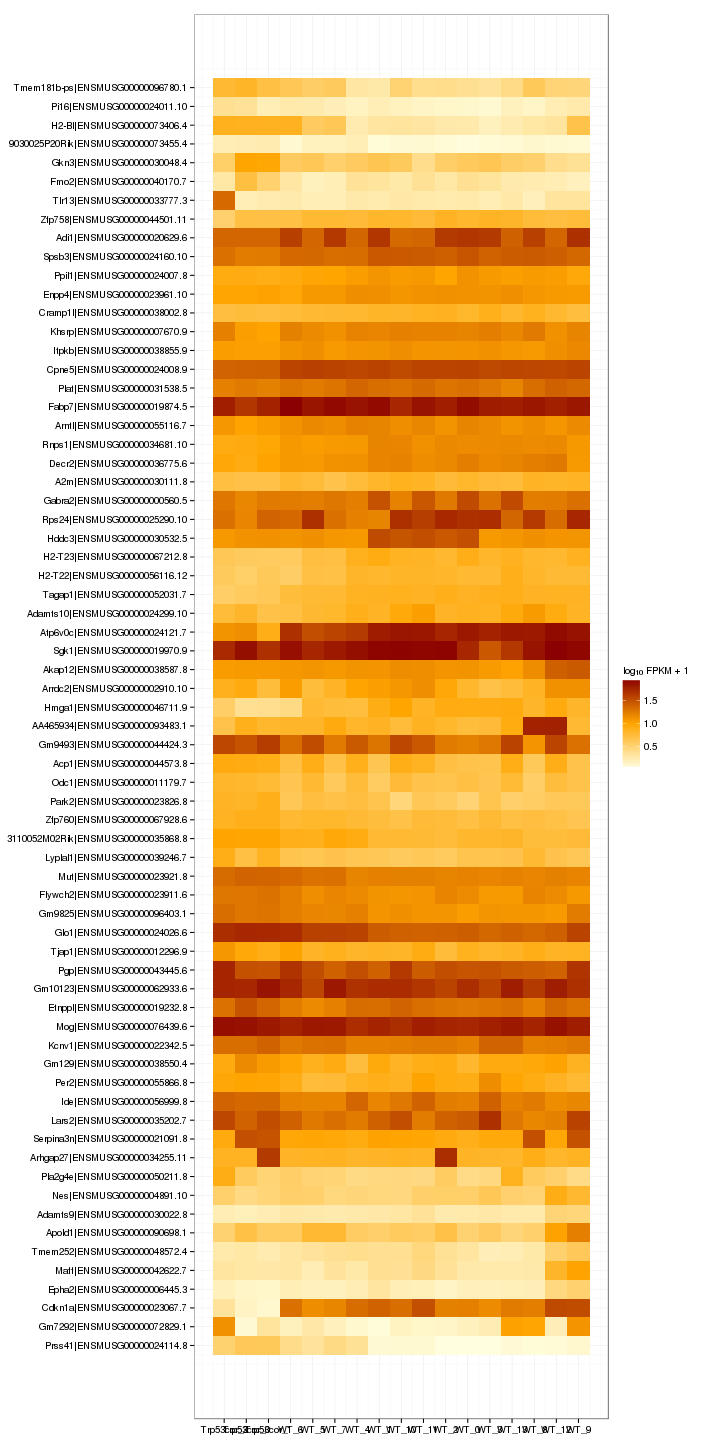 Tmem181b-ps|ENSMUSG00000096780.1
Pi16|ENSMUSG00000024011.10
H2-Bl|ENSMUSG00000073406.4
9030025P20Rik|ENSMUSG00000073455.4
Gkn3|ENSMUSG00000030048.4
Fmo2|ENSMUSG00000040170.7
Tlr13|ENSMUSG00000033777.3
Zfp758|ENSMUSG00000044501.11
Adi1|ENSMUSG00000020629.6
Spsb3|ENSMUSG00000024160.10
Ppil1|ENSMUSG00000024007.8
Enpp4|ENSMUSG00000023961.10
Cramp1l|ENSMUSG00000038002.8
Khsrp|ENSMUSG00000007670.9
Itpkb|ENSMUSG00000038855.9
Cpne5|ENSMUSG00000024008.9
Plat|ENSMUSG00000031538.5
Fabp7|ENSMUSG00000019874.5
Arntl|ENSMUSG00000055116.7
Rnps1|ENSMUSG00000034681.10
Decr2|ENSMUSG00000036775.6
A2m|ENSMUSG00000030111.8
Gabra2|ENSMUSG00000000560.5
Rps24|ENSMUSG00000025290.10
Hddc3|ENSMUSG00000030532.5
H2-T23|ENSMUSG00000067212.8
H2-T22|ENSMUSG00000056116.12
Tagap1|ENSMUSG00000052031.7
Adamts10|ENSMUSG00000024299.10
Atp6v0c|ENSMUSG00000024121.7
Sgk1|ENSMUSG00000019970.9
Akap12|ENSMUSG00000038587.8
Arrdc2|ENSMUSG00000002910.10
Hmga1|ENSMUSG00000046711.9
AA465934|ENSMUSG00000093483.1
Gm9493|ENSMUSG00000044424.3
Acp1|ENSMUSG00000044573.8
Odc1|ENSMUSG00000011179.7
Park2|ENSMUSG00000023826.8
Zfp760|ENSMUSG00000067928.6
3110052M02Rik|ENSMUSG00000035868.8
Lyplal1|ENSMUSG00000039246.7
Mut|ENSMUSG00000023921.8
Flywch2|ENSMUSG00000023911.6
Gm9825|ENSMUSG00000096403.1
Glo1|ENSMUSG00000024026.6
Tjap1|ENSMUSG00000012296.9
Pgp|ENSMUSG00000043445.6
Gm10123|ENSMUSG00000062933.6
Etnppl|ENSMUSG00000019232.8
Mog|ENSMUSG00000076439.6
Kcnv1|ENSMUSG00000022342.5
Gm129|ENSMUSG00000038550.4
Per2|ENSMUSG00000055866.8
Ide|ENSMUSG00000056999.8
Lars2|ENSMUSG00000035202.7
Serpina3n|ENSMUSG00000021091.8
Arhgap27|ENSMUSG00000034255.11
Pla2g4e|ENSMUSG00000050211.8
Nes|ENSMUSG00000004891.10
Adamts9|ENSMUSG00000030022.8
Apold1|ENSMUSG00000090698.1
Tmem252|ENSMUSG00000048572.4
Maff|ENSMUSG00000042622.7
Epha2|ENSMUSG00000006445.3
Cdkn1a|ENSMUSG00000023067.7
Gm7292|ENSMUSG00000072829.1
Prss41|ENSMUSG00000024114.8
log10 FPKM + 1
1.5
1.0
0.5
WT_9